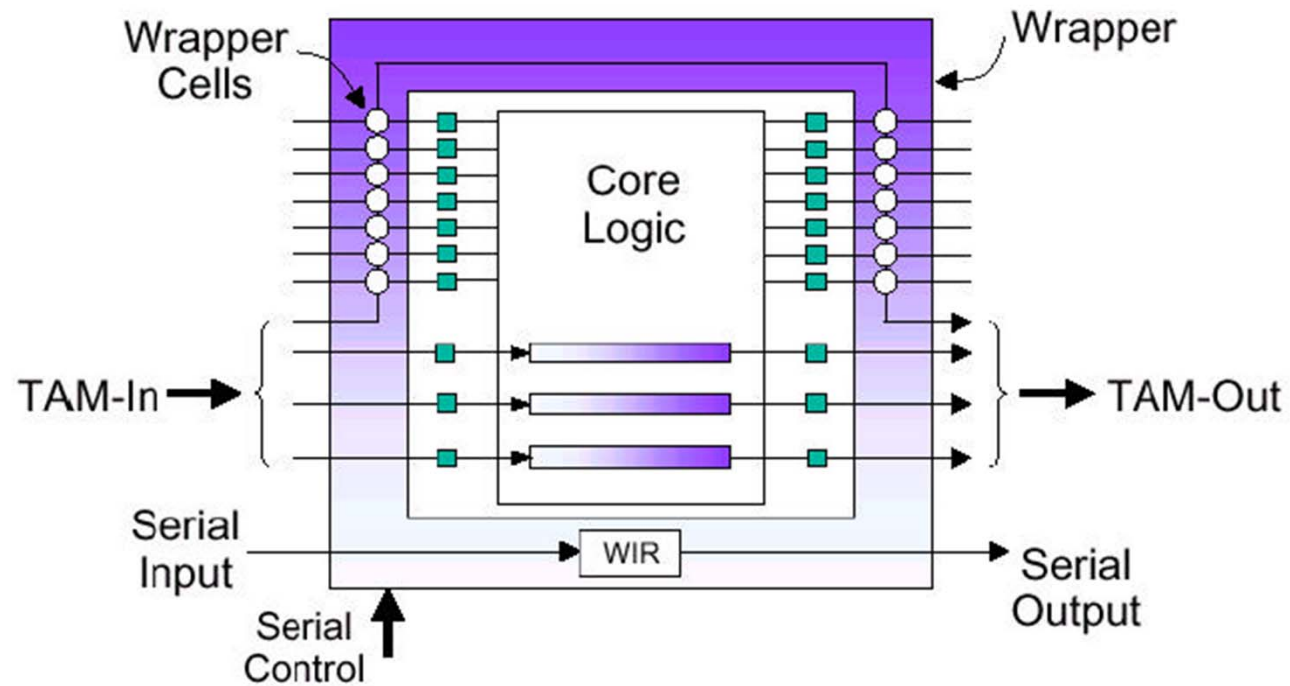 Wrapper
Cells
Wrapper
Core
Logic
TAM-In
TAM-Out
Serial
Input
WIR
Serial
Output
Serial
Control